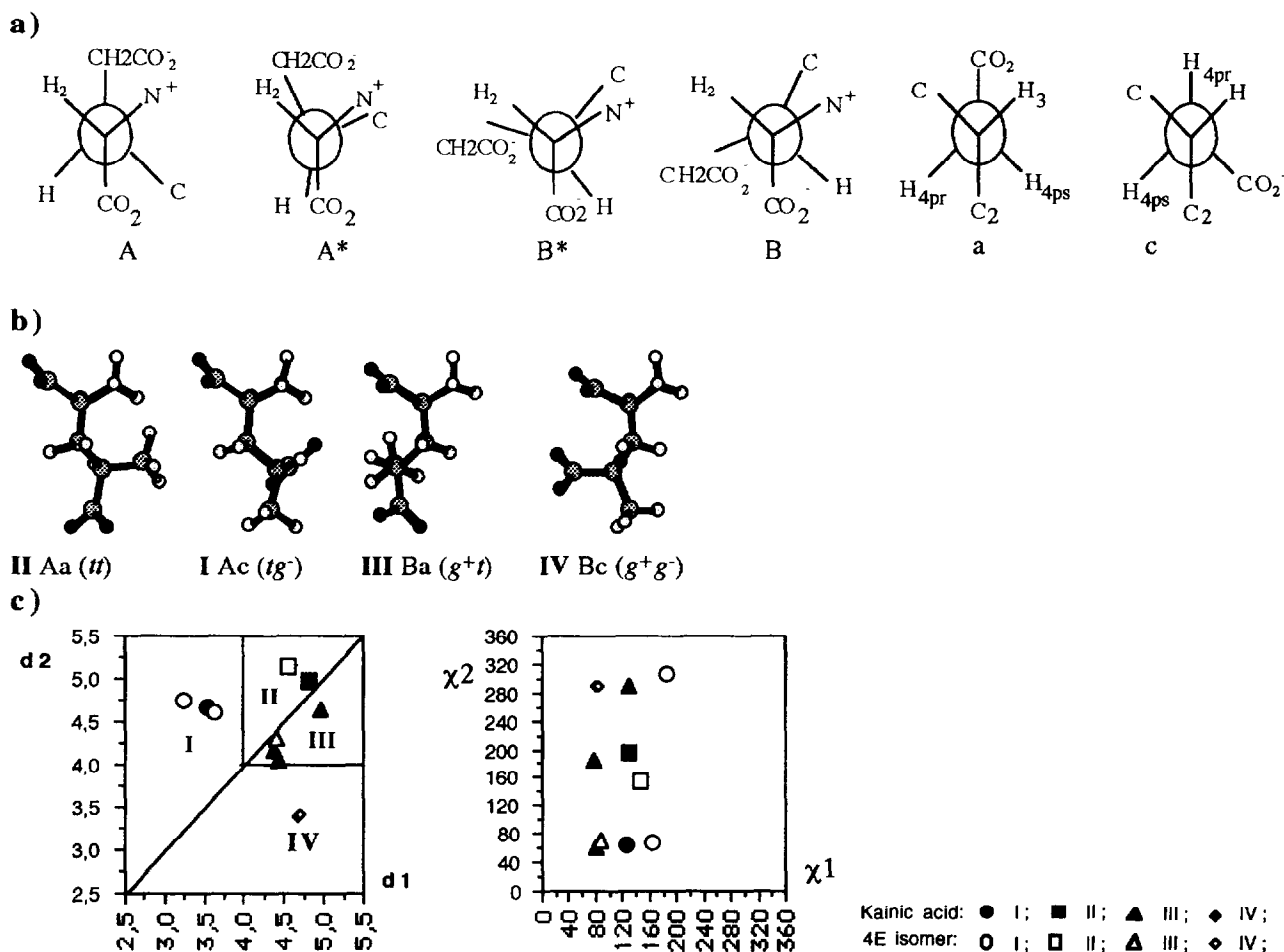 a)
CH2CO2-
H2
N+
H
C
CO2
A
CH2CO2-
H2
N+
C
H
CO2
A*
H2
C
N+
CH2CO2-
CO2-
H
B*
C
H2
N+
CH2CO2-
H
CO2
B
CO2
C
H3
H4pr
H4ps
C2
a
H4pr
C
H
H4ps
CO2-
C2
c
b)
II Aa (tt)
I Ac (tg-)
III Ba (g+t)
IV Bc (g+g-)
c)
d2
5,5
5,0
4,5
4,0
3,5
3,0
2,5
I
II
III
IV
d1
2,5
3,0
3,5
4,0
4,5
5,0
5,5
χ2
360
320
280
240
200
160
120
80
40
0
χ1
0
40
80
120
160
200
240
280
320
360
Kainic acid: ● I ; ■ II ; ▲ III ; ◆ IV ;
4E isomer: ○ I ; □ II ; △ III ; ◇ IV ;